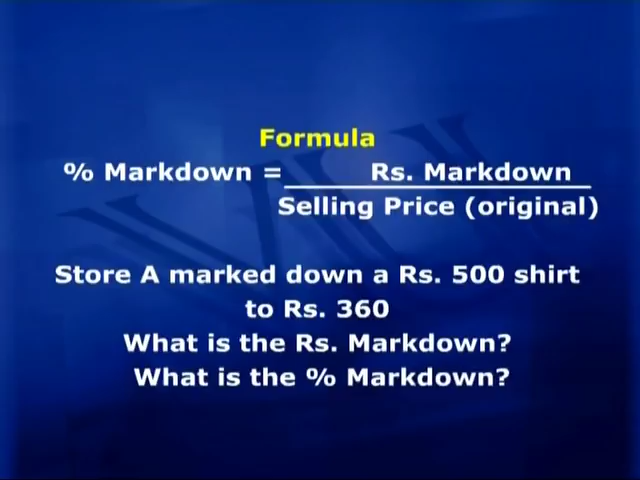 Formula
% Markdown = Rs. Markdown
Selling Price (original)
Store A marked down a Rs. 500 shirt
to Rs. 360
What is the Rs. Markdown?
What is the % Markdown?